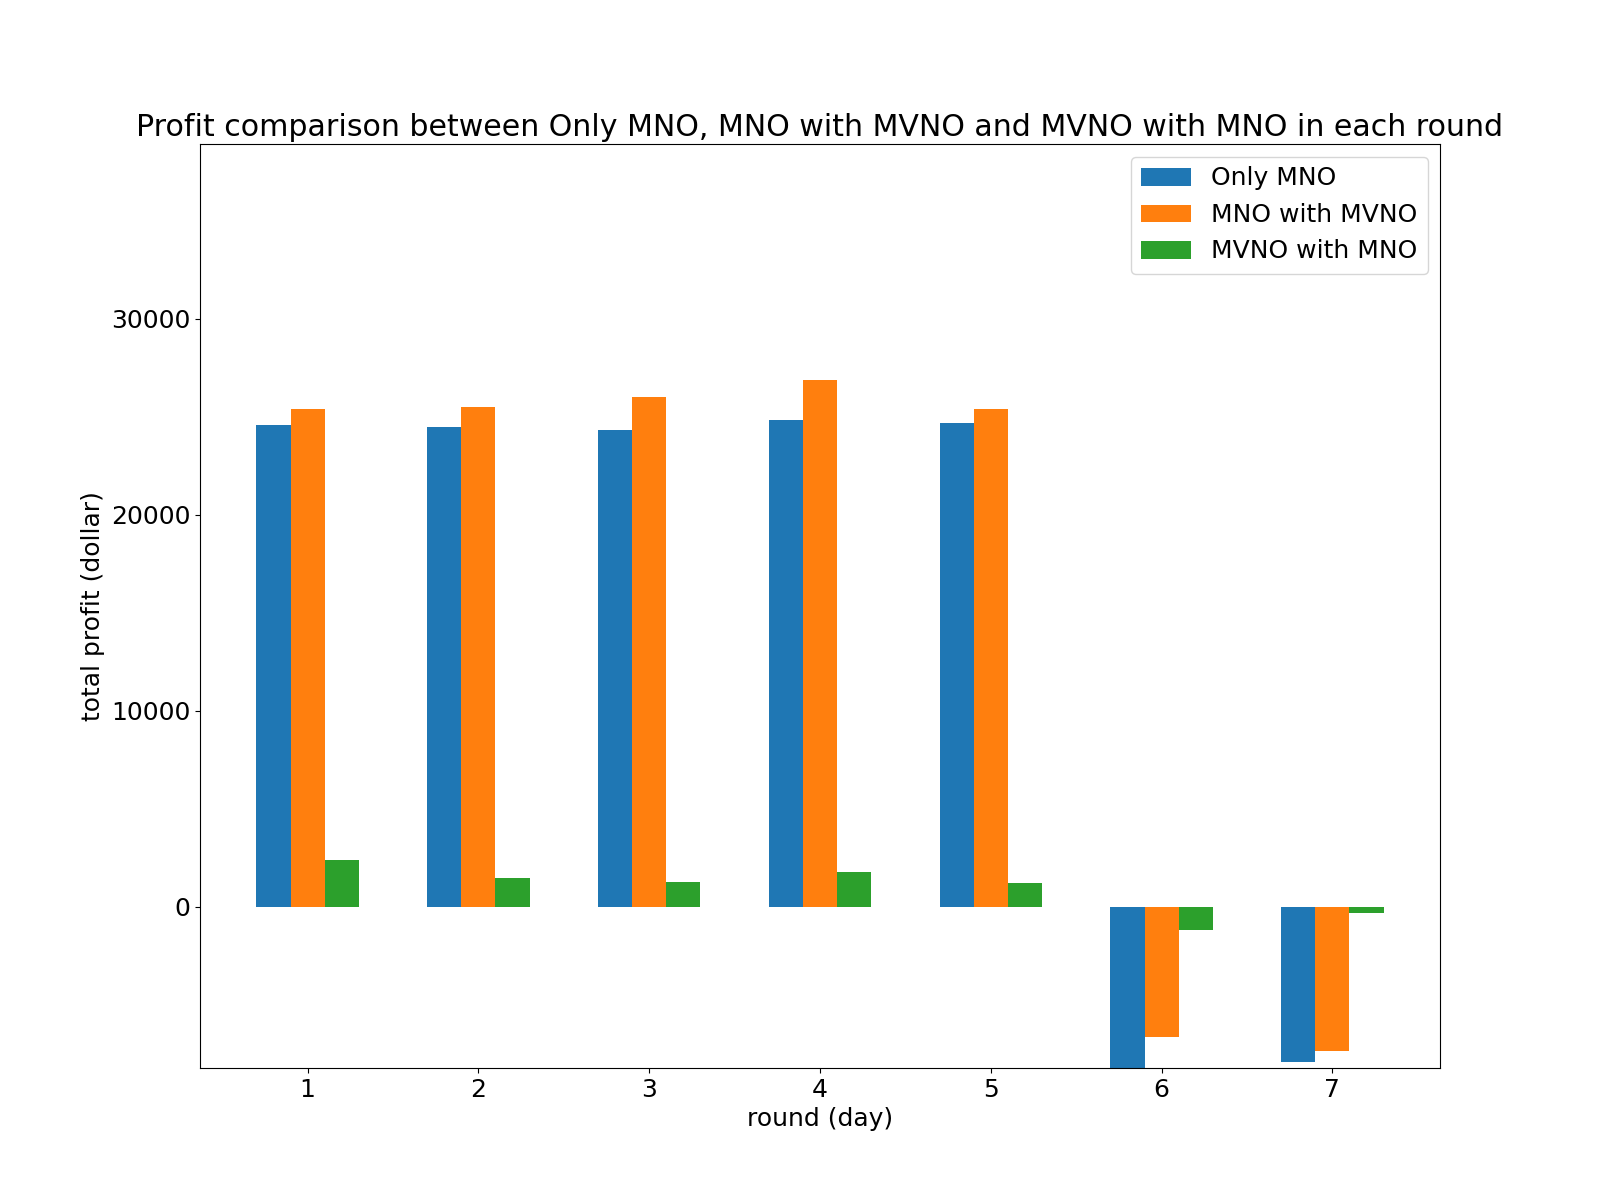 Profit comparison between Only MNO, MNO with MVNO and MVNO with MNO in each round
Only MNO
MNO with MVNO
MVNO with MNO
30000
20000
10000
0
total profit (dollar)
1 2 3 4 5 6 7
round (day)